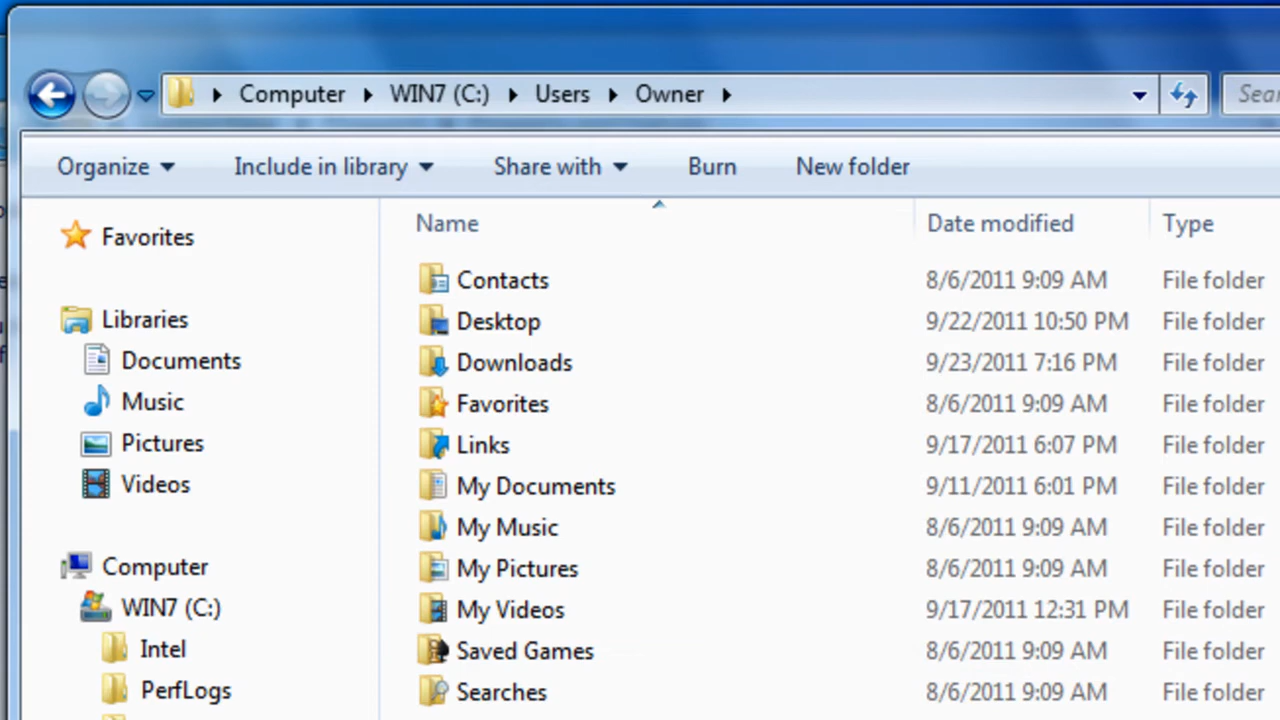 Computer WIN7 (C:) Users Owner Sear
Organize Include in library Share with Burn New folder
Favorites
Libraries
Documents
Music
Pictures
Videos
Computer
WIN7 (C:)
Intel
PerfLogs
Name Date modified Type
Contacts 8/6/2011 9:09 AM File folder
Desktop 9/22/2011 10:50 PM File folder
Downloads 9/23/2011 7:16 PM File folder
Favorites 8/6/2011 9:09 AM File folder
Links 9/17/2011 6:07 PM File folder
My Documents 9/11/2011 6:01 PM File folder
My Music 8/6/2011 9:09 AM File folder
My Pictures 8/6/2011 9:09 AM File folder
My Videos 9/17/2011 12:31 PM File folder
Saved Games 8/6/2011 9:09 AM File folder
Searches 8/6/2011 9:09 AM File folder